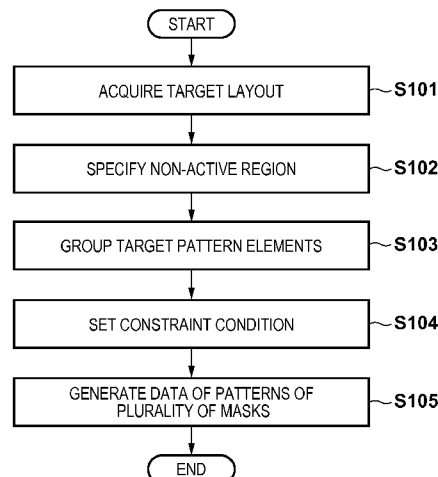 START
ACQUIRE TARGET LAYOUT
S101
SPECIFY NON-ACTIVE REGION
S102
GROUP TARGET PATTERN ELEMENTS
S103
SET CONSTRAINT CONDITION
S104
GENERATE DATA OF PATTERNS OF
PLURALITY OF MASKS
S105
END